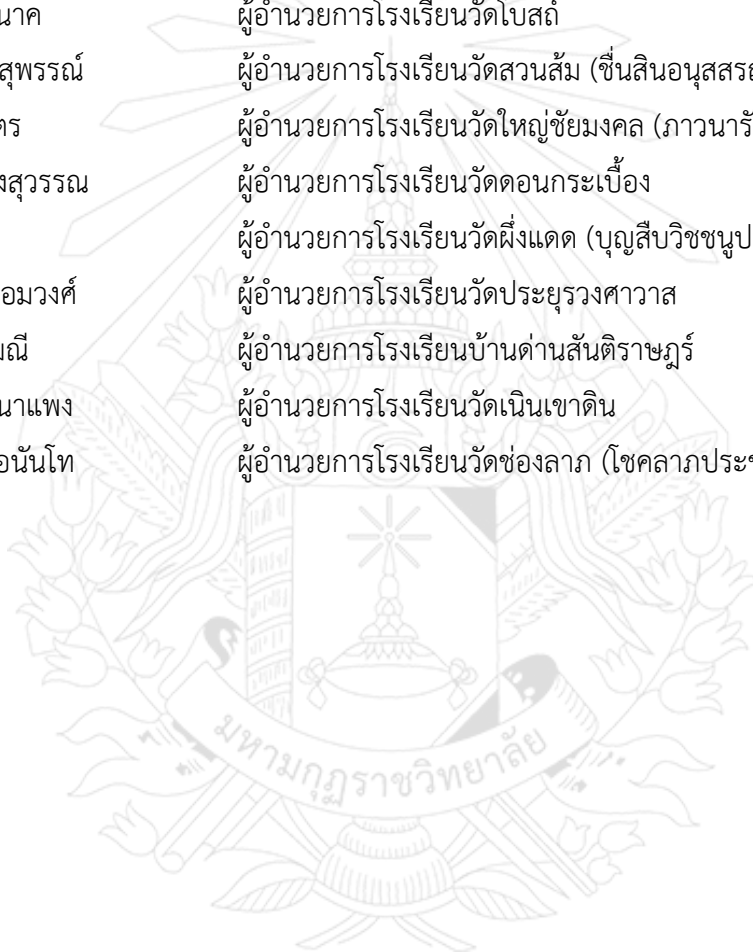 นาค ผู้อำนวยการโรงเรียนวัดโบสถ์
สุพรรณ์ ผู้อำนวยการโรงเรียนวัดสวนส้ม (ชื่นสินอนุสสรณ
ตร ผู้อำนวยการโรงเรียนวัดใหญ่ชัยมงคล (ภาวนารั
งสุวรรณ ผู้อำนวยการโรงเรียนวัดดอนกระเบื้อง
ผู้อำนวยการโรงเรียนวัดผึ่งแดด (บุญสืบวิชชนูป
อมวงศ์ ผู้อำนวยการโรงเรียนวัดประยุรวงศาวาส
มณี ผู้อำนวยการโรงเรียนบ้านด่านสันติราษฎร์
นาแพง ผู้อำนวยการโรงเรียนวัดเนินเขาดิน
อนันโท ผู้อำนวยการโรงเรียนวัดช่องลาภ (โชคลาภประช
มหามกุฏราชวิทยาลัย